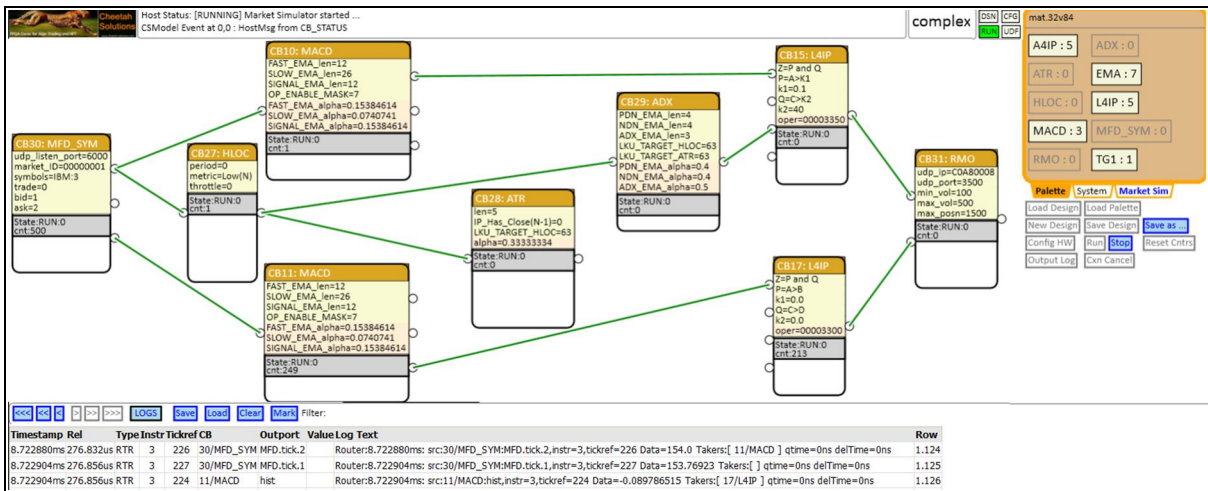 Cheetah
Solutions
Host Status: [RUNNING] Market Simulator started ...
CSModel Event at 0,0 : HostMsg from CB_STATUS
complex
DSN
CFG
RUN
UDF
mat.32v84
A4IP : 5
ADX : 0
ATR : 0
EMA : 7
HLOC : 0
L4IP : 5
MACD : 3
MFD_SYM : 0
RMO : 0
TG1 : 1
Palette
System
Market Sim
Load Design
Load Palette
New Design
Save Design
Save as ...
Config HW
Run
Stop
Reset Cntrs
Output Log
Cxn Cancel
CB30: MFD_SYM
udp_listen_port=6000
market_ID=00000001
symbols=IBM:3
trade=0
bid=1
ask=2
State:RUN:0
cnt:500
CB27: HLOC
period=0
metric=Low(N)
throttle=0
State:RUN:0
cnt:1
CB10: MACD
FAST_EMA_len=12
SLOW_EMA_len=26
SIGNAL_EMA_len=12
OP_ENABLE_MASK=7
FAST_EMA_alpha=0.15384614
SLOW_EMA_alpha=0.0740741
SIGNAL_EMA_alpha=0.15384614
State:RUN:0
cnt:1
CB11: MACD
FAST_EMA_len=12
SLOW_EMA_len=26
SIGNAL_EMA_len=12
OP_ENABLE_MASK=7
FAST_EMA_alpha=0.15384614
SLOW_EMA_alpha=0.0740741
SIGNAL_EMA_alpha=0.15384614
State:RUN:0
cnt:249
CB28: ATR
len=5
IP_Has_Close(N-1)=0
LKU_TARGET_HLOC=63
alpha=0.33333334
State:RUN:0
cnt:0
CB29: ADX
PDN_EMA_len=4
NDN_EMA_len=4
ADX_EMA_len=3
LKU_TARGET_HLOC=63
LKU_TARGET_ATR=63
PDN_EMA_alpha=0.4
NDN_EMA_alpha=0.4
ADX_EMA_alpha=0.5
State:RUN:0
cnt:0
CB15: L4IP
Z=P and Q
P=A>K1
k1=0.1
Q=C>K2
k2=40
oper=00003350
State:RUN:0
cnt:0
CB17: L4IP
Z=P and Q
P=A>B
k1=0.0
Q=C>D
k2=0.0
oper=00003300
State:RUN:0
cnt:213
CB31: RMO
udp_ip=C0A80008
udp_port=3500
min_vol=100
max_vol=500
max_posn=1500
State:RUN:0
cnt:0
<<< << < > >> >>> LOGS Save Load Clear Mark Filter:
Timestamp Rel Type Instr Tickref CB Outport Value Log Text Row
8.722880ms 276.832us RTR 3 226 30/MFD_SYM MFD.tick.2 Router:8.722880ms: src:30/MFD_SYM:MFD.tick.2,instr=3,tickref=226 Data=154.0 Takers:[ 11/MACD ] qtime=0ns delTime=0ns 1.124
8.722904ms 276.856us RTR 3 227 30/MFD_SYM MFD.tick.1 Router:8.722904ms: src:30/MFD_SYM:MFD.tick.1,instr=3,tickref=227 Data=153.76923 Takers:[ ] qtime=0ns delTime=0ns 1.125
8.722904ms 276.856us RTR 3 224 11/MACD hist Router:8.722904ms: src:11/MACD:hist,instr=3,tickref=224 Data=-0.089786515 Takers:[ 17/L4IP ] qtime=0ns delTime=0ns 1.126